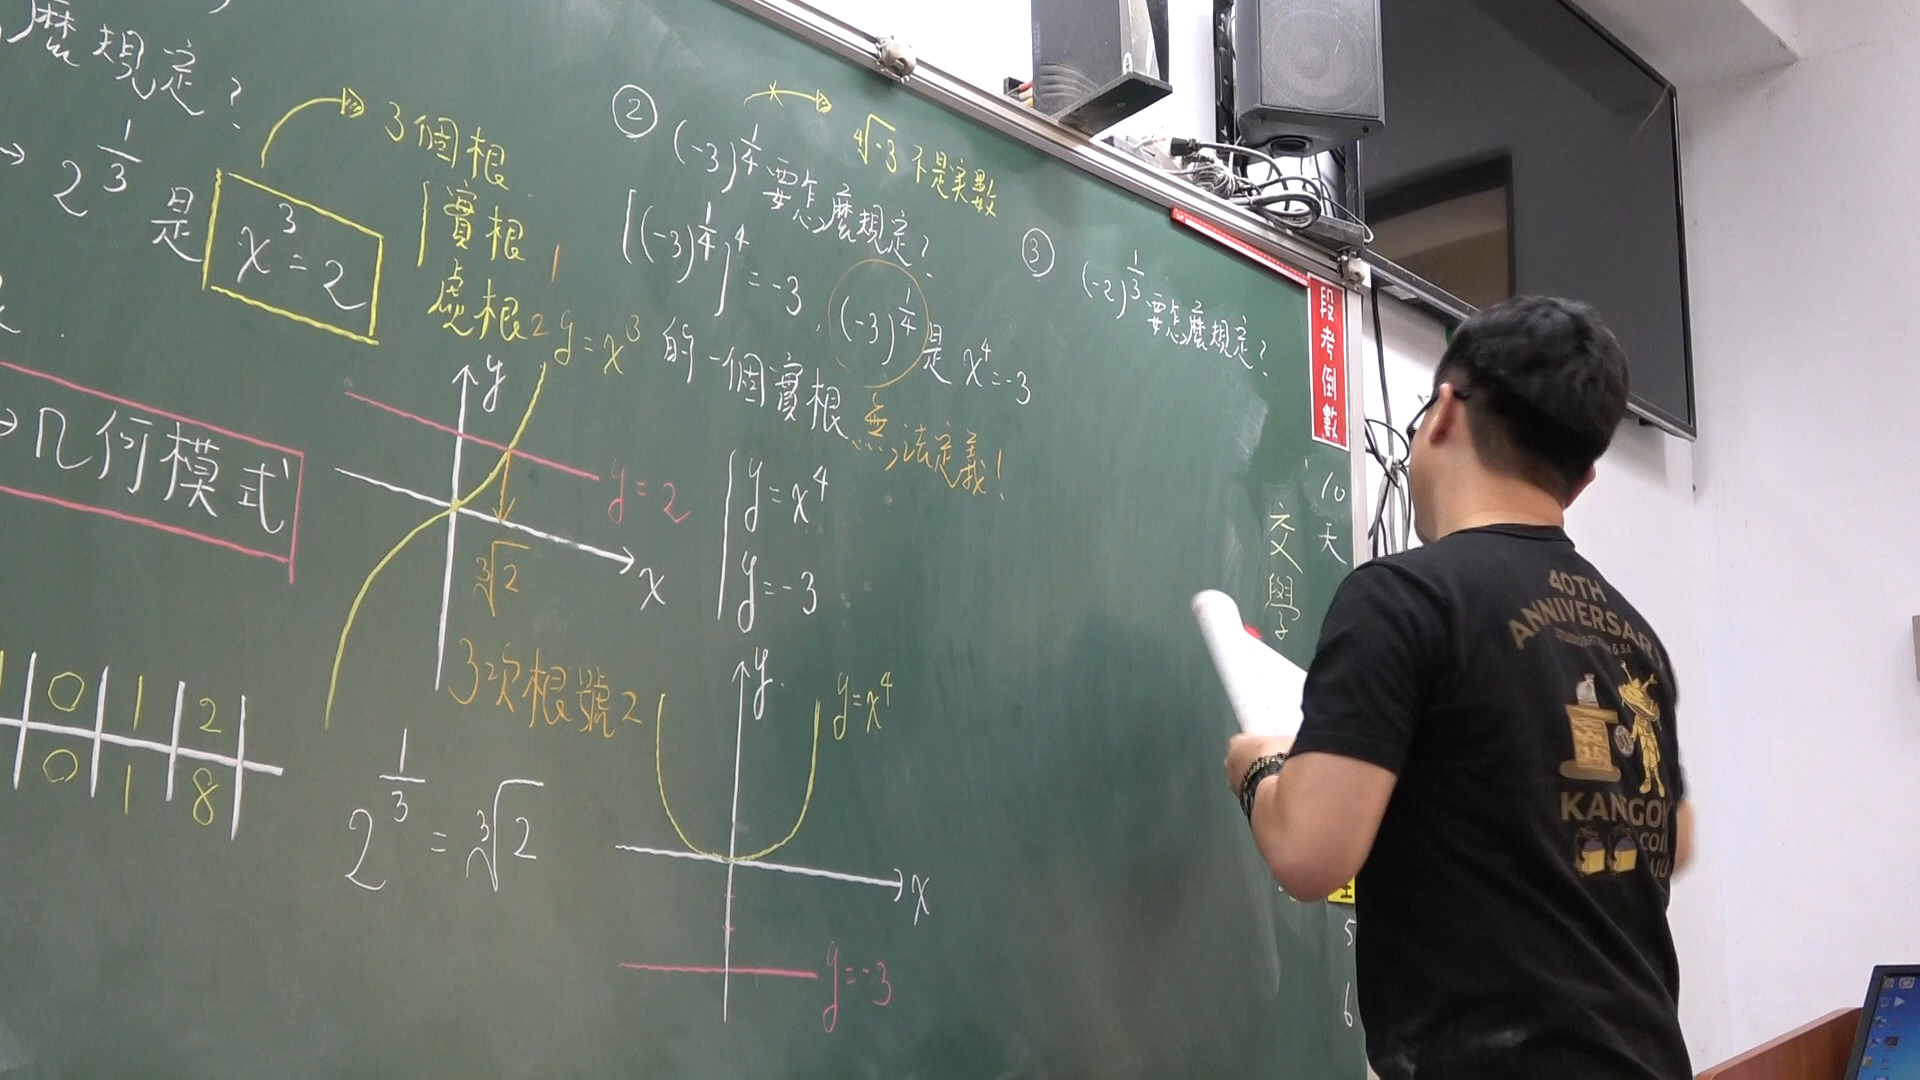 麼規定？
→ 2^{1/3} 是 x³=2
3個根
實根 1
虛根 2
y=x³
→几何模式
y
y=2
x
∛2
3次根號2
0 1 2
0 1 8
2^{1/3} = ∛2
② (-3)^{1/4} 要怎麼規定？
∜-3 不是実數
[(-3)^{1/4}]⁴ = -3, (-3)^{1/4} 是 x⁴=-3
的一個實根
無法定義！
y=x⁴
y=-3
y
y=x⁴
x
y=-3
③ (-2)^{1/3} 要怎麼規定？
段考倒數
10天
交
5
6
40TH
ANNIVERSARY
KANGO